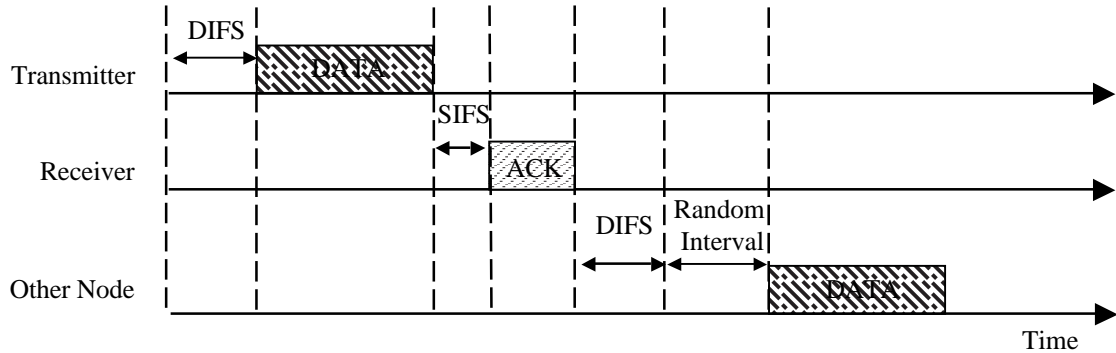 DIFS
Transmitter
DATA
SIFS
Receiver
ACK
DIFS
Random
Interval
Other Node
DATA
Time